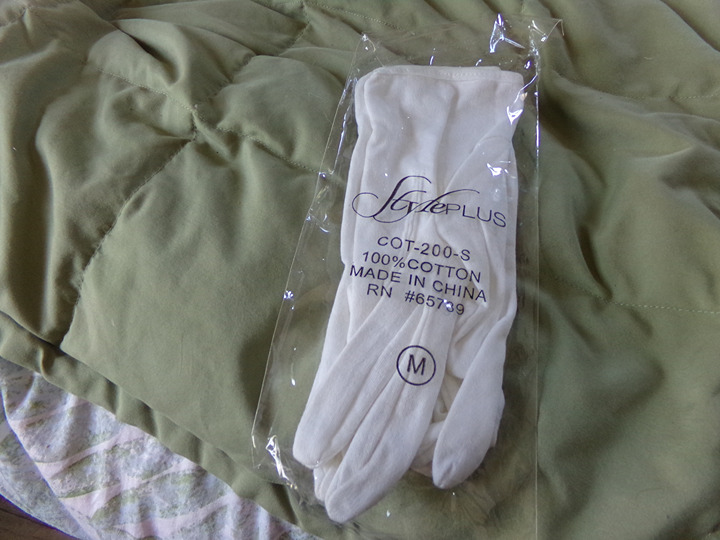 StylePLUS
COT-200-S
100% COTTON
MADE IN CHINA
RN #65739
M